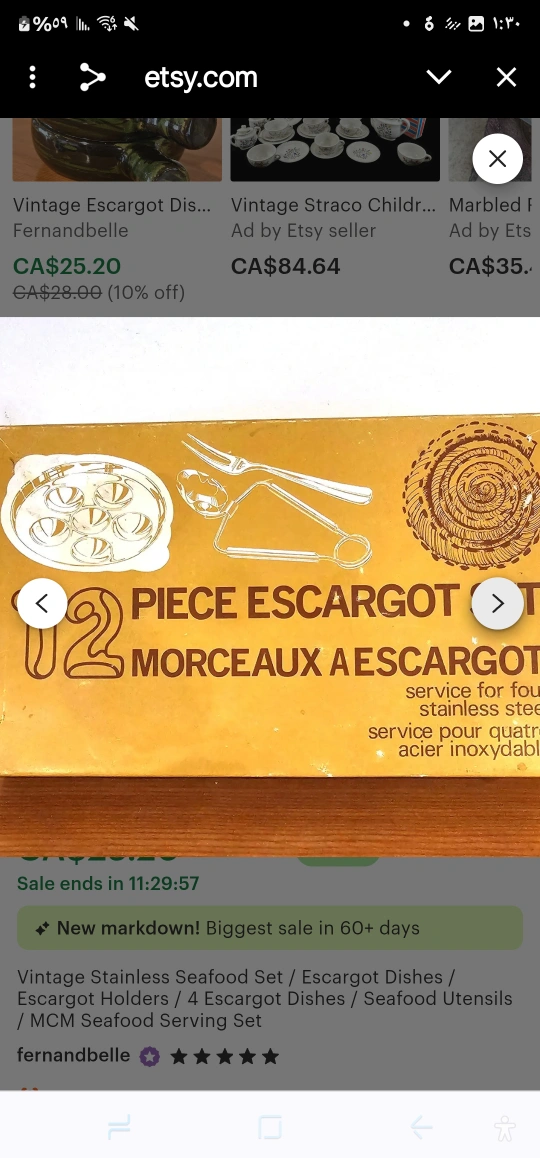 %٥٩
١:٣٠
etsy.com
Vintage Escargot Dis...
Vintage Straco Childr...
Marbled
Fernandbelle
Ad by Etsy seller
Ad by Ets
CA$25.20
CA$84.64
CA$35.
CA$28.00 (10% off)
12 PIECE ESCARGOT
MORCEAUX A ESCARGOT
service for fou
stainless stee
service pour quatr
acier inoxydabl
Sale ends in 11:29:57
New markdown! Biggest sale in 60+ days
Vintage Stainless Seafood Set / Escargot Dishes /
Escargot Holders / 4 Escargot Dishes / Seafood Utensils
/ MCM Seafood Serving Set
fernandbelle